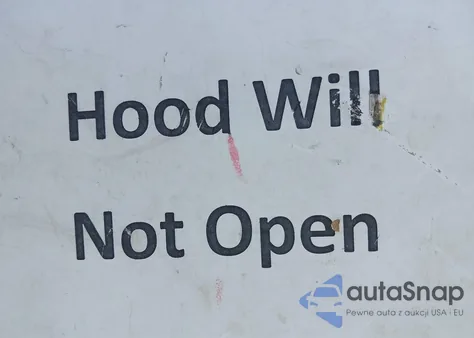 Hood Will
Not Open
autaSnap
Pewne auta z aukcji USA - EU